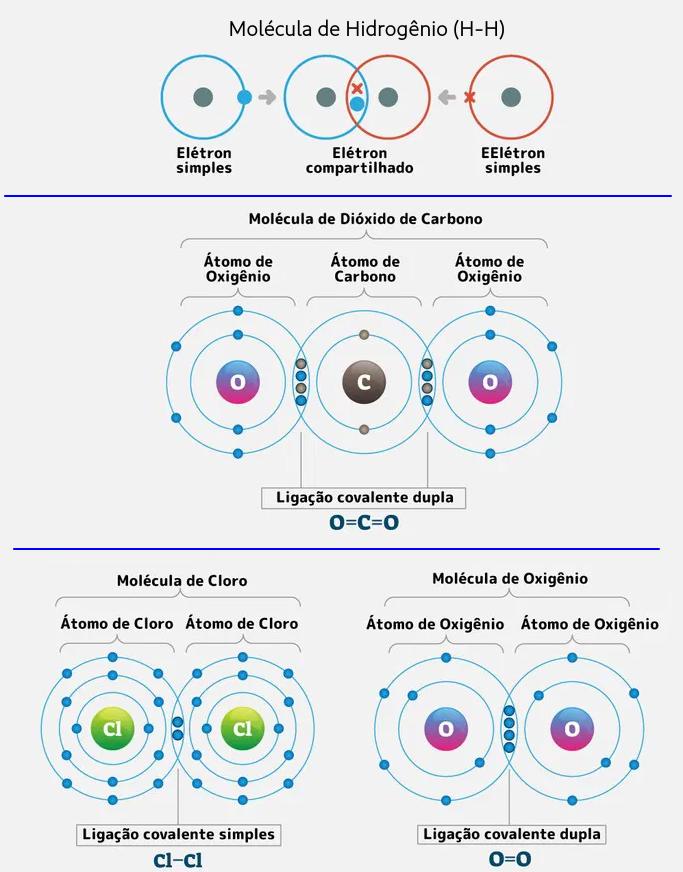 Molécula de Hidrogênio (H-H)
Elétron
simples
Elétron
compartilhado
EElétron
simples
Molécula de Dióxido de Carbono
Átomo de
Oxigênio
Átomo de
Carbono
Átomo de
Oxigênio
O
C
O
Ligação covalente dupla
O=C=O
Molécula de Cloro
Átomo de Cloro
Átomo de Cloro
Cl
Cl
Ligação covalente simples
Cl-Cl
Molécula de Oxigênio
Átomo de Oxigênio
Átomo de Oxigênio
O
O
Ligação covalente dupla
O=O